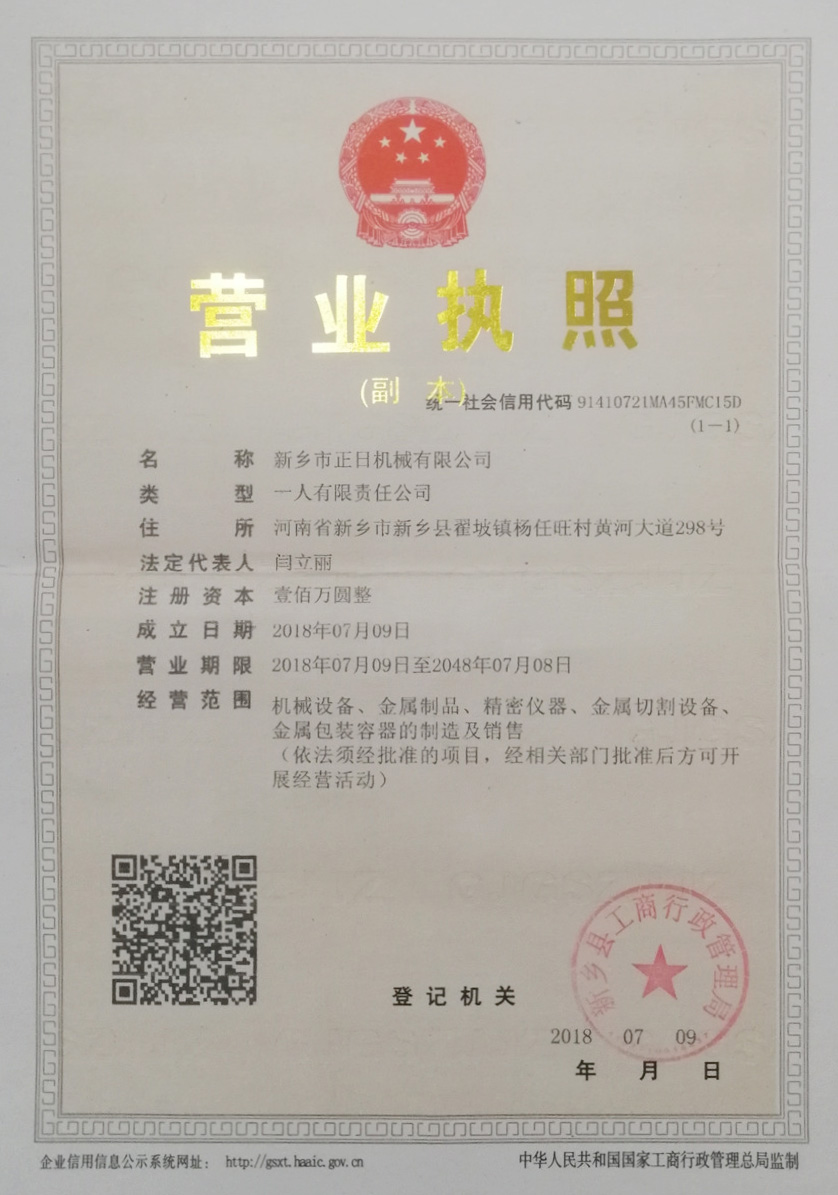 营业执照
(副 本)
统一社会信用代码 91410721MA45FMC15D
(1－1)
名 称 新乡市正日机械有限公司
类 型 一人有限责任公司
住 所 河南省新乡市新乡县翟坡镇杨任旺村黄河大道298号
法定代表人 闫立丽
注册资本 壹佰万圆整
成立日期 2018年07月09日
营业期限 2018年07月09日至2048年07月08日
经营范围 机械设备、金属制品、精密仪器、金属切割设备、
金属包装容器的制造及销售
（依法须经批准的项目，经相关部门批准后方可开
展经营活动）
新乡县工商行政管理局
登记机关
2018 07 09
年 月 日
企业信用信息公示系统网址： http://gsxt.haaic.gov.cn
中华人民共和国国家工商行政管理总局监制